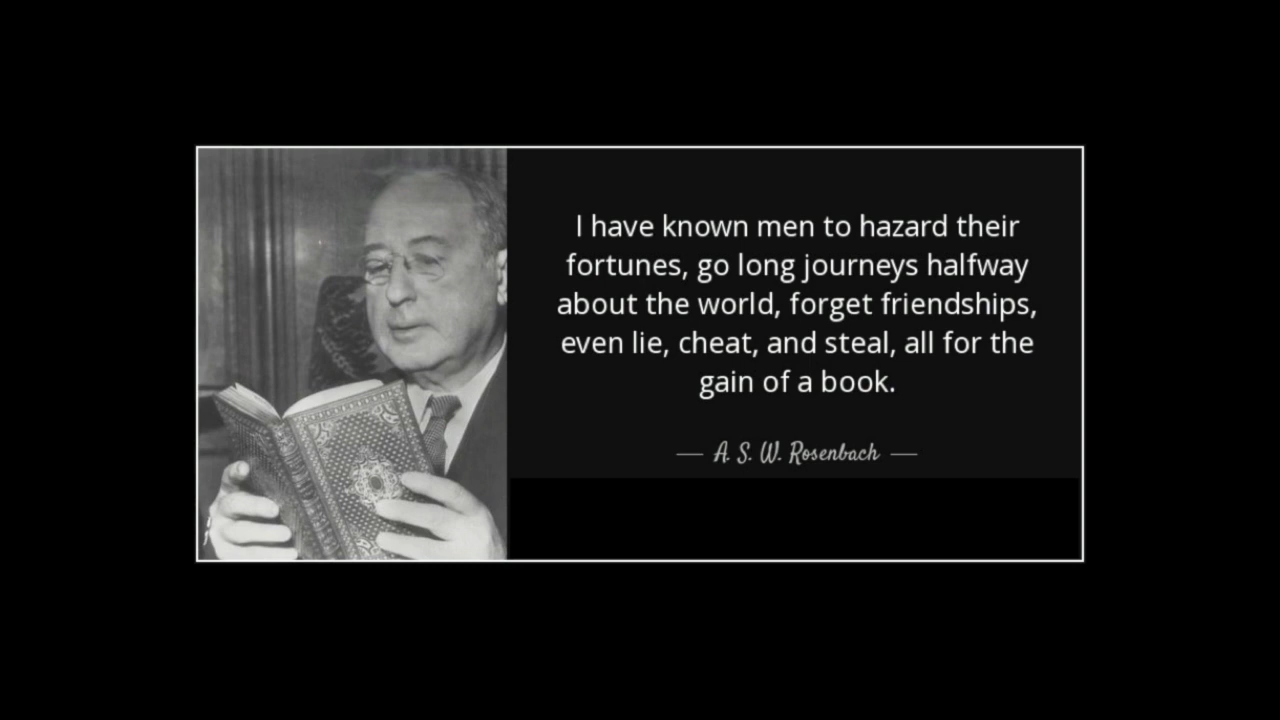 I have known men to hazard their
fortunes, go long journeys halfway
about the world, forget friendships,
even lie, cheat, and steal, all for the
gain of a book.
— A. S. W. Rosenbach —